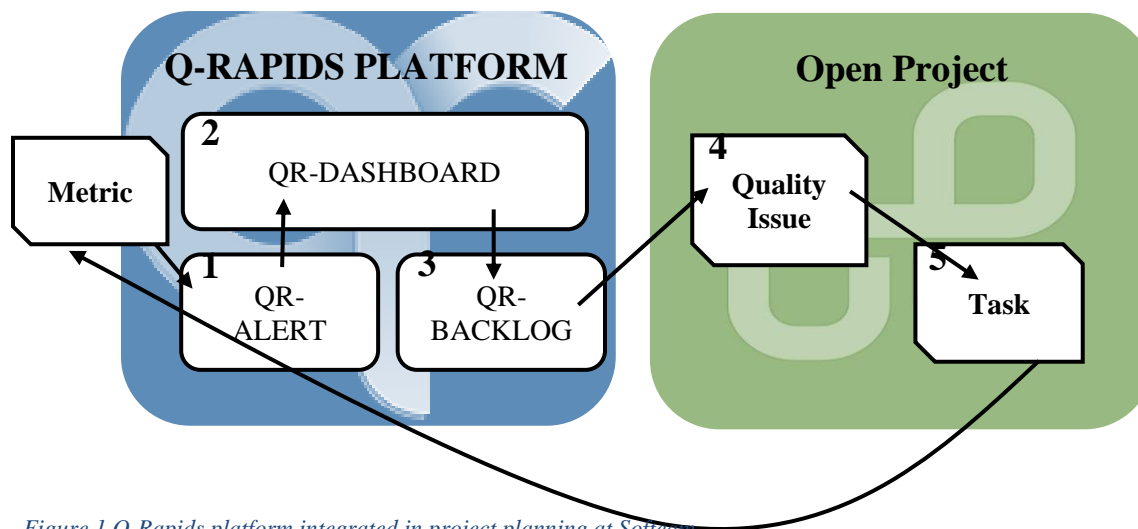 Q-RAPIDS PLATFORM
Open Project
Metric
2
QR-DASHBOARD
1
QR-
ALERT
3
QR-
BACKLOG
4
Quality
Issue
5
Task
Figure 1 Q-Rapids platform integrated in project planning at